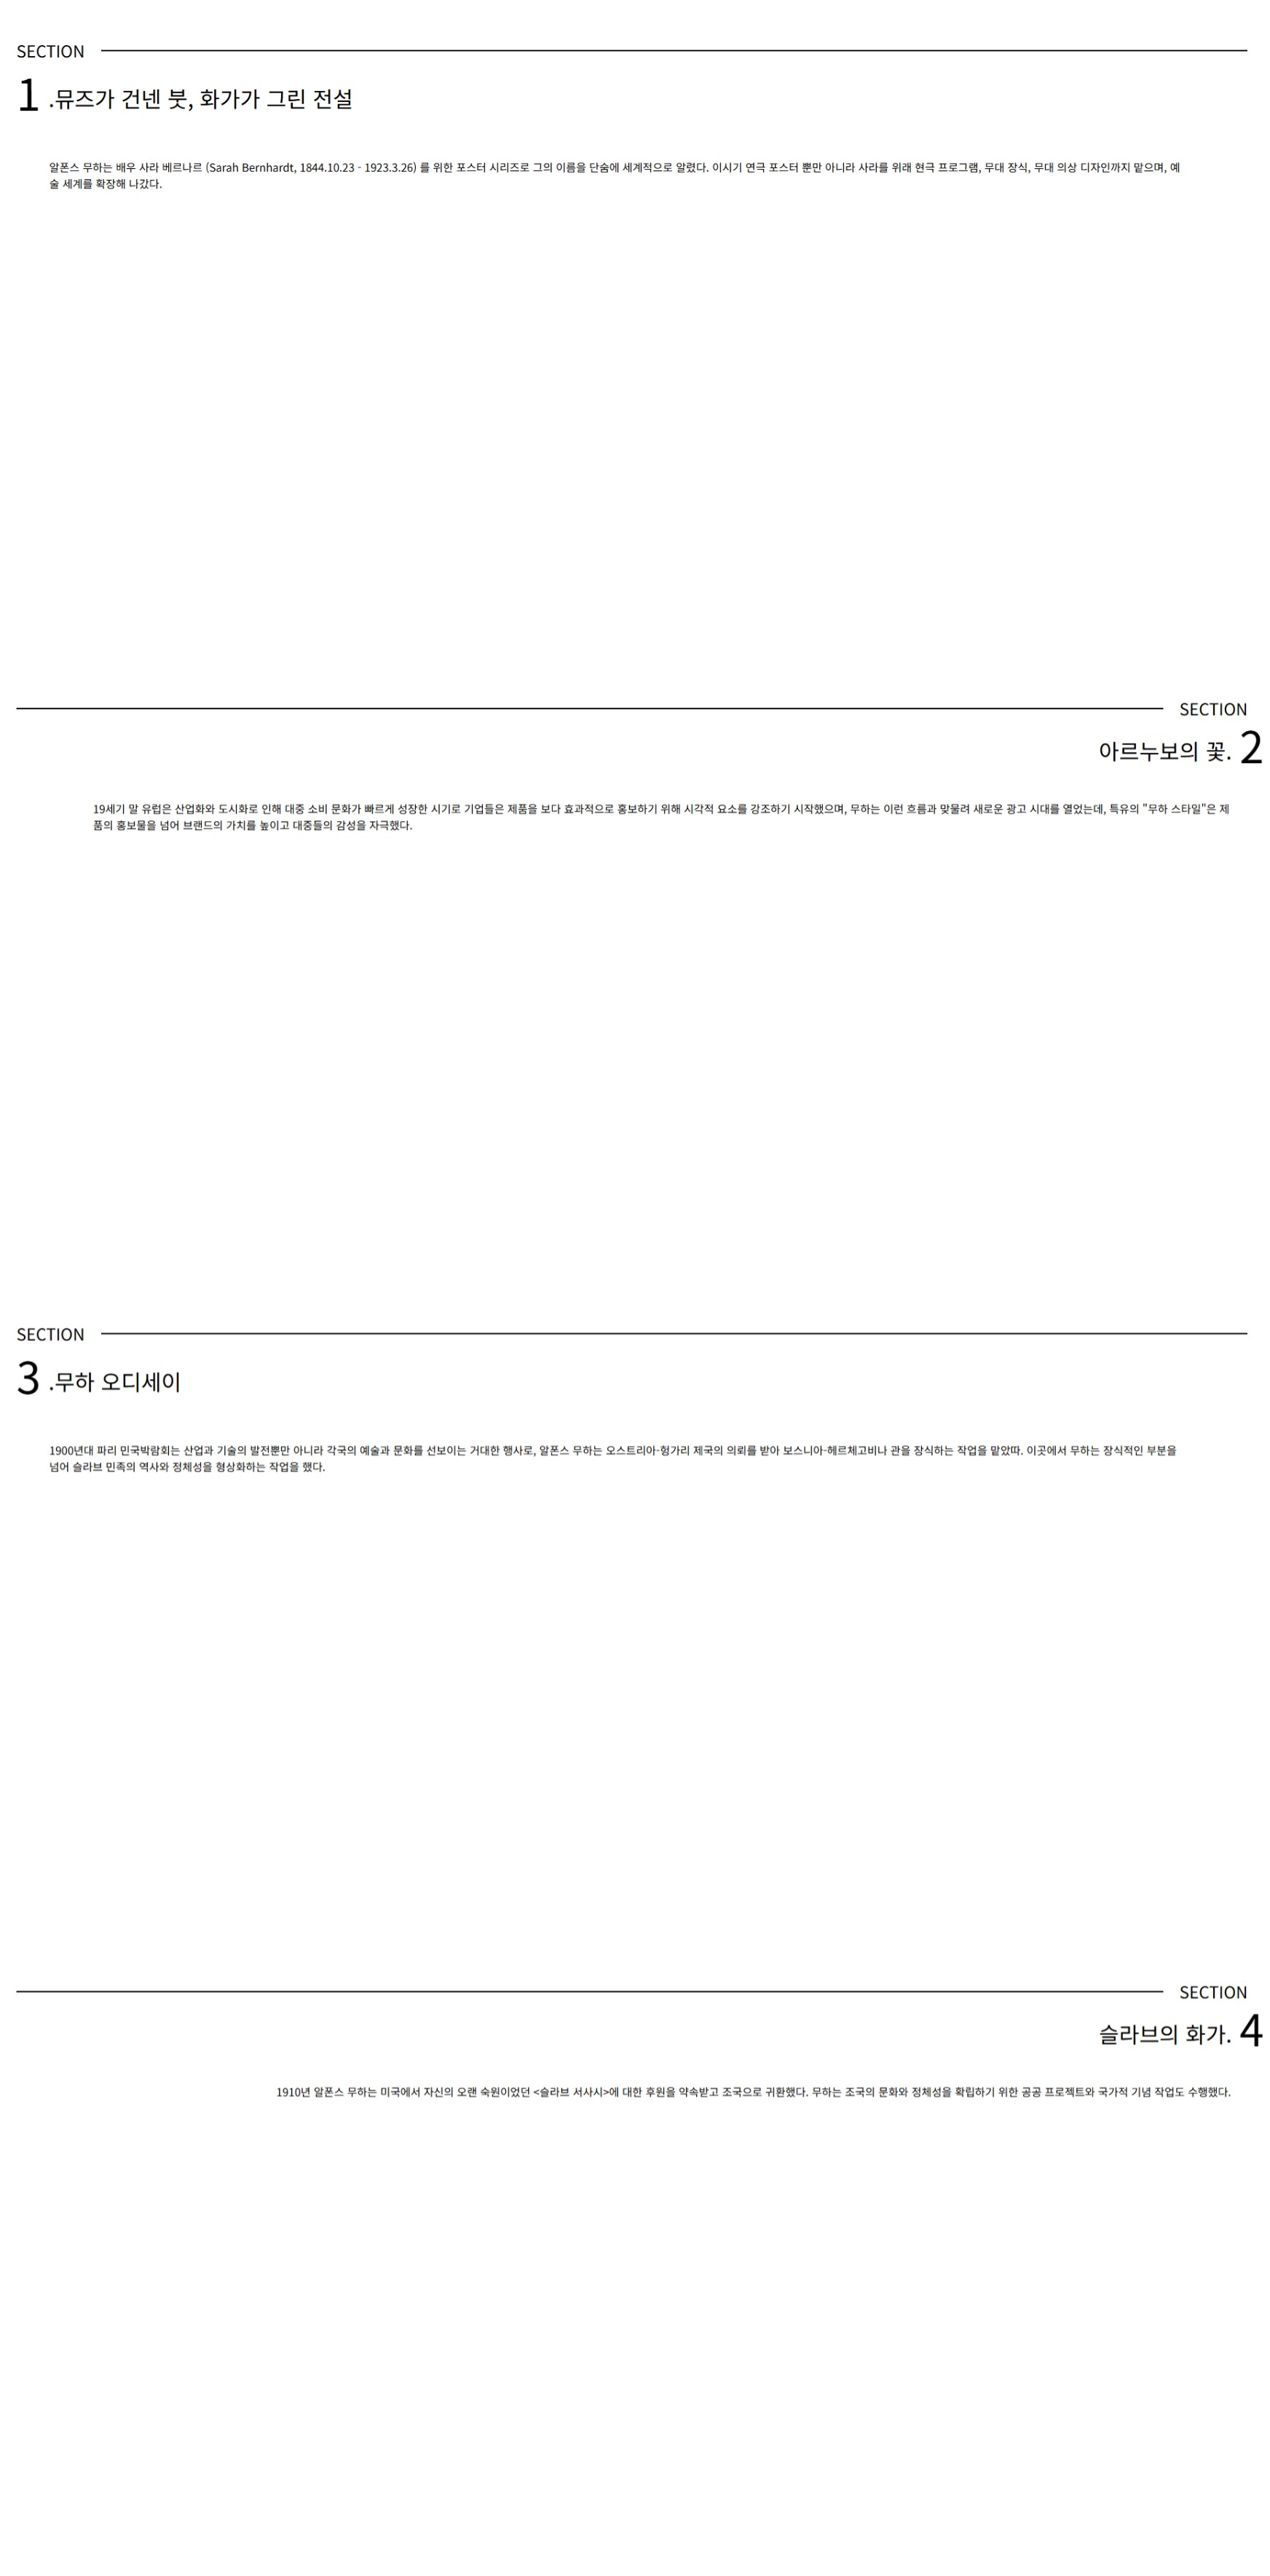 SECTION
1 .뮤즈가 건넨 붓, 화가가 그린 전설
알폰스 무하는 배우 사라 베르나르 (Sarah Bernhardt, 1844.10.23 - 1923.3.26) 를 위한 포스터 시리즈로 그의 이름을 단숨에 세계적으로 알렸다. 이시기 연극 포스터 뿐만 아니라 사라를 위래 현극 프로그램, 무대 장식, 무대 의상 디자인까지 맡으며, 예
술 세계를 확장해 나갔다.
SECTION
아르누보의 꽃. 2
19세기 말 유럽은 산업화와 도시화로 인해 대중 소비 문화가 빠르게 성장한 시기로 기업들은 제품을 보다 효과적으로 홍보하기 위해 시각적 요소를 강조하기 시작했으며, 무하는 이런 흐름과 맞물려 새로운 광고 시대를 열었는데, 특유의 "무하 스타일"은 제
품의 홍보물을 넘어 브랜드의 가치를 높이고 대중들의 감성을 자극했다.
SECTION
3 .무하 오디세이
1900년대 파리 민국박람회는 산업과 기술의 발전뿐만 아니라 각국의 예술과 문화를 선보이는 거대한 행사로, 알폰스 무하는 오스트리아-헝가리 제국의 의뢰를 받아 보스니아-헤르체고비나 관을 장식하는 작업을 맡았따. 이곳에서 무하는 장식적인 부분을
넘어 슬라브 민족의 역사와 정체성을 형상화하는 작업을 했다.
SECTION
슬라브의 화가. 4
1910년 알폰스 무하는 미국에서 자신의 오랜 숙원이었던 <슬라브 서사시>에 대한 후원을 약속받고 조국으로 귀환했다. 무하는 조국의 문화와 정체성을 확립하기 위한 공공 프로젝트와 국가적 기념 작업도 수행했다.